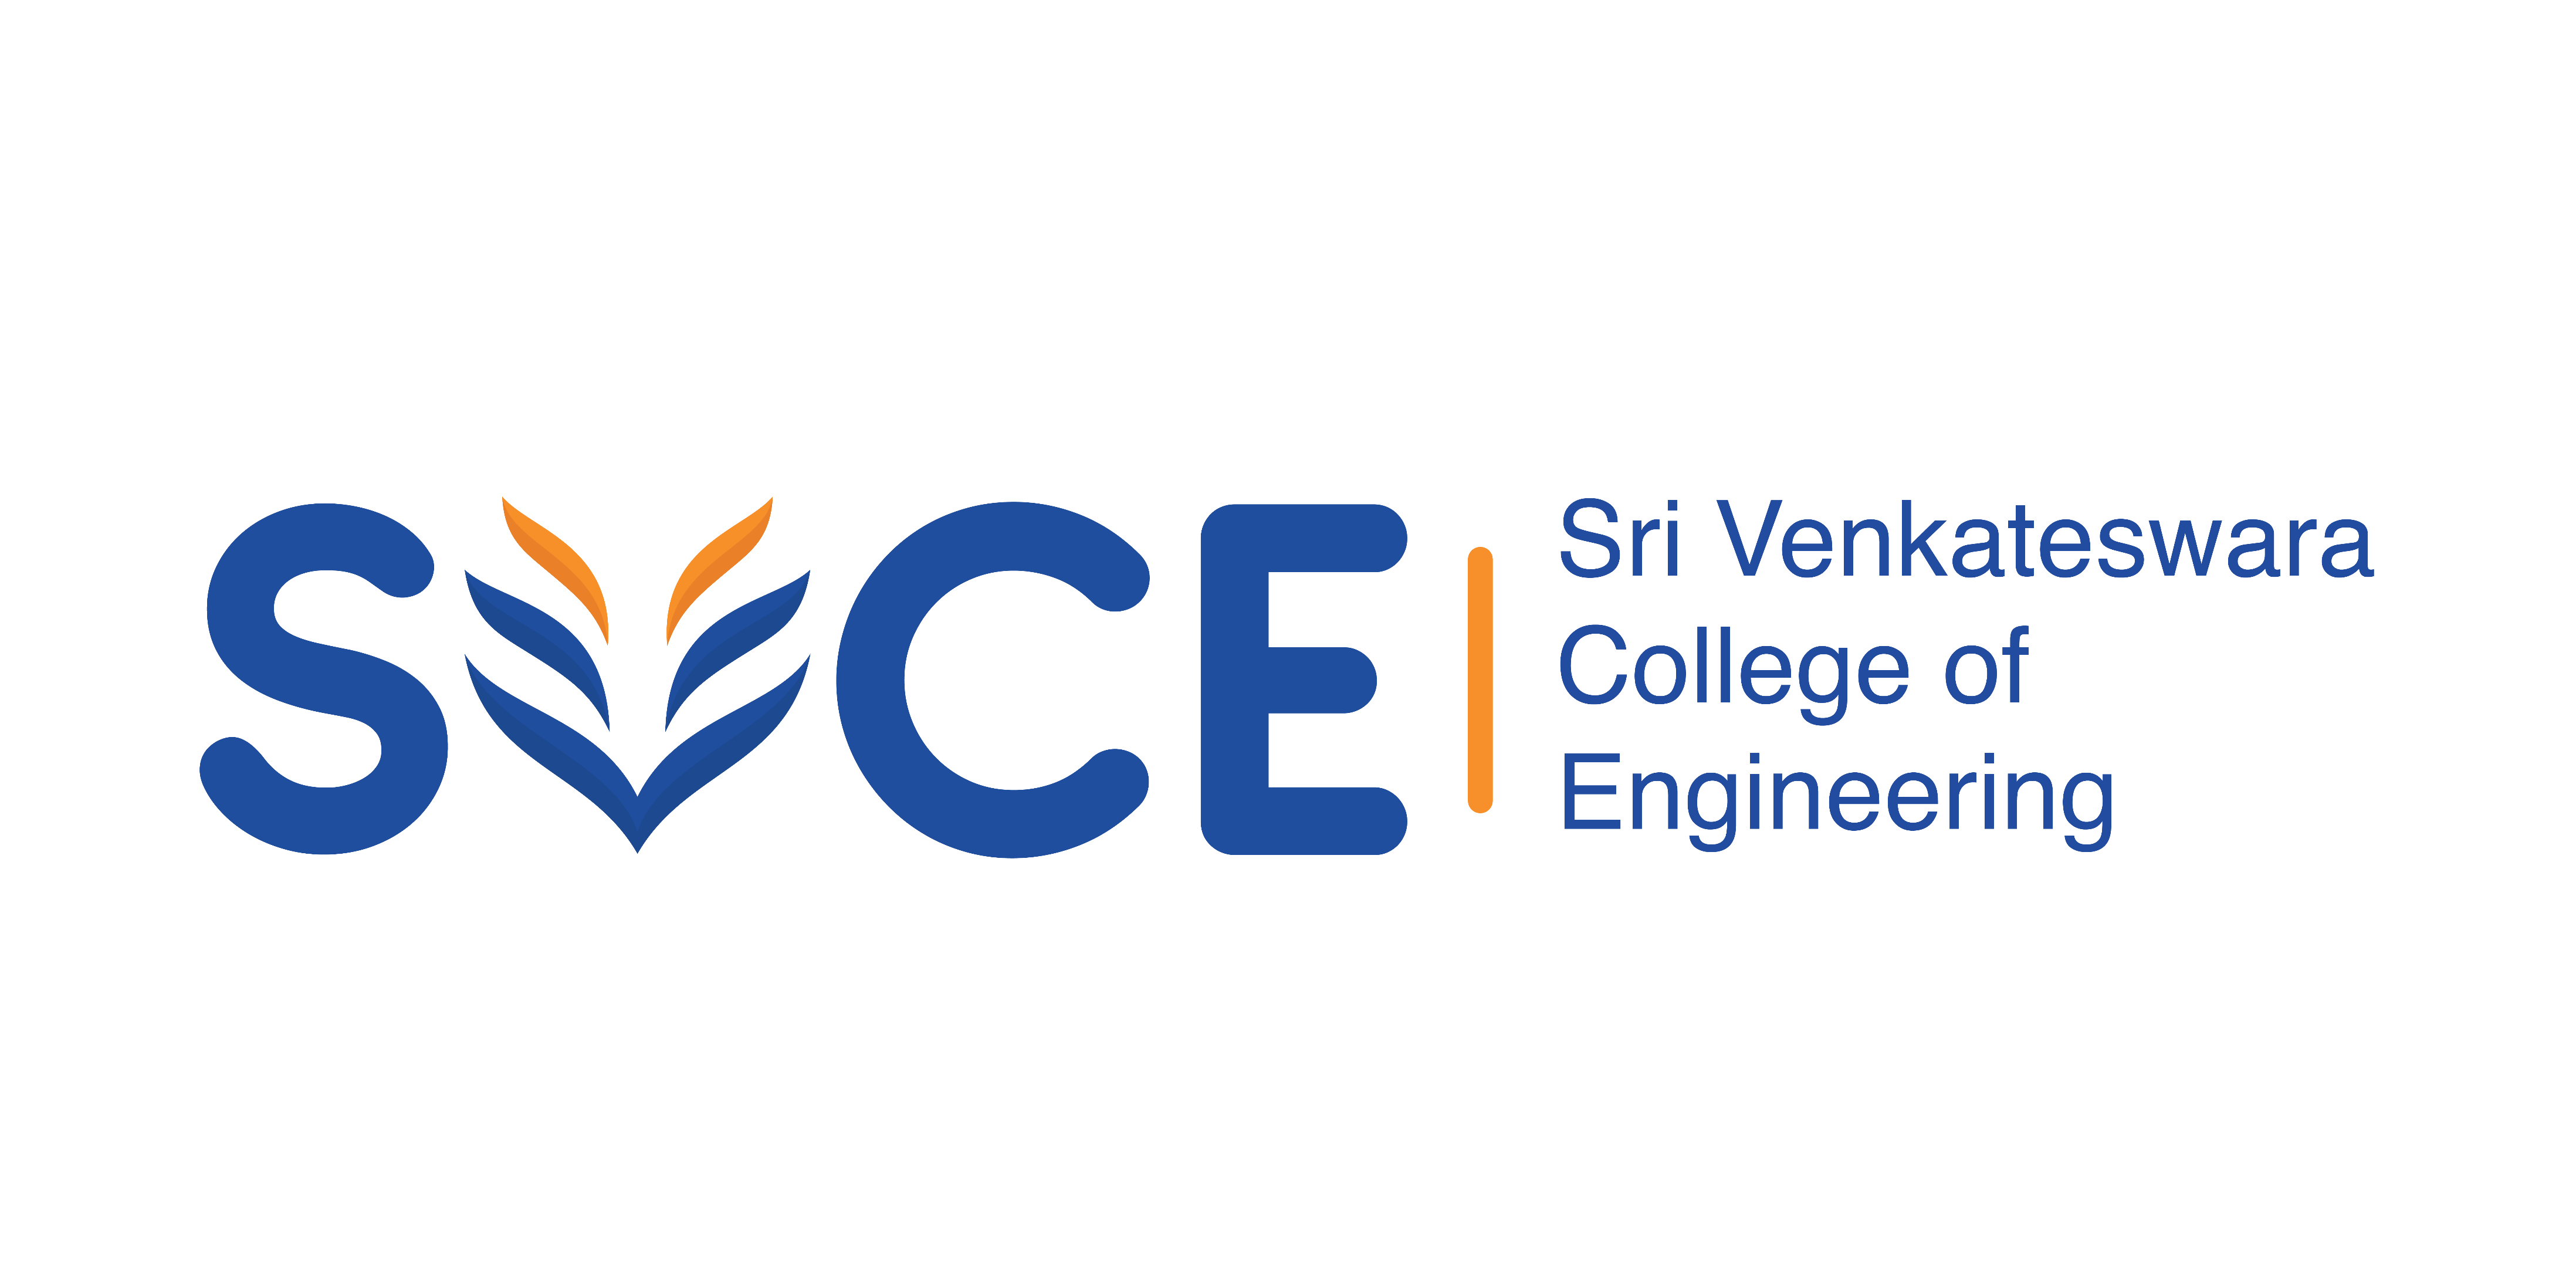 SVCE
Sri Venkateswara
College of
Engineering